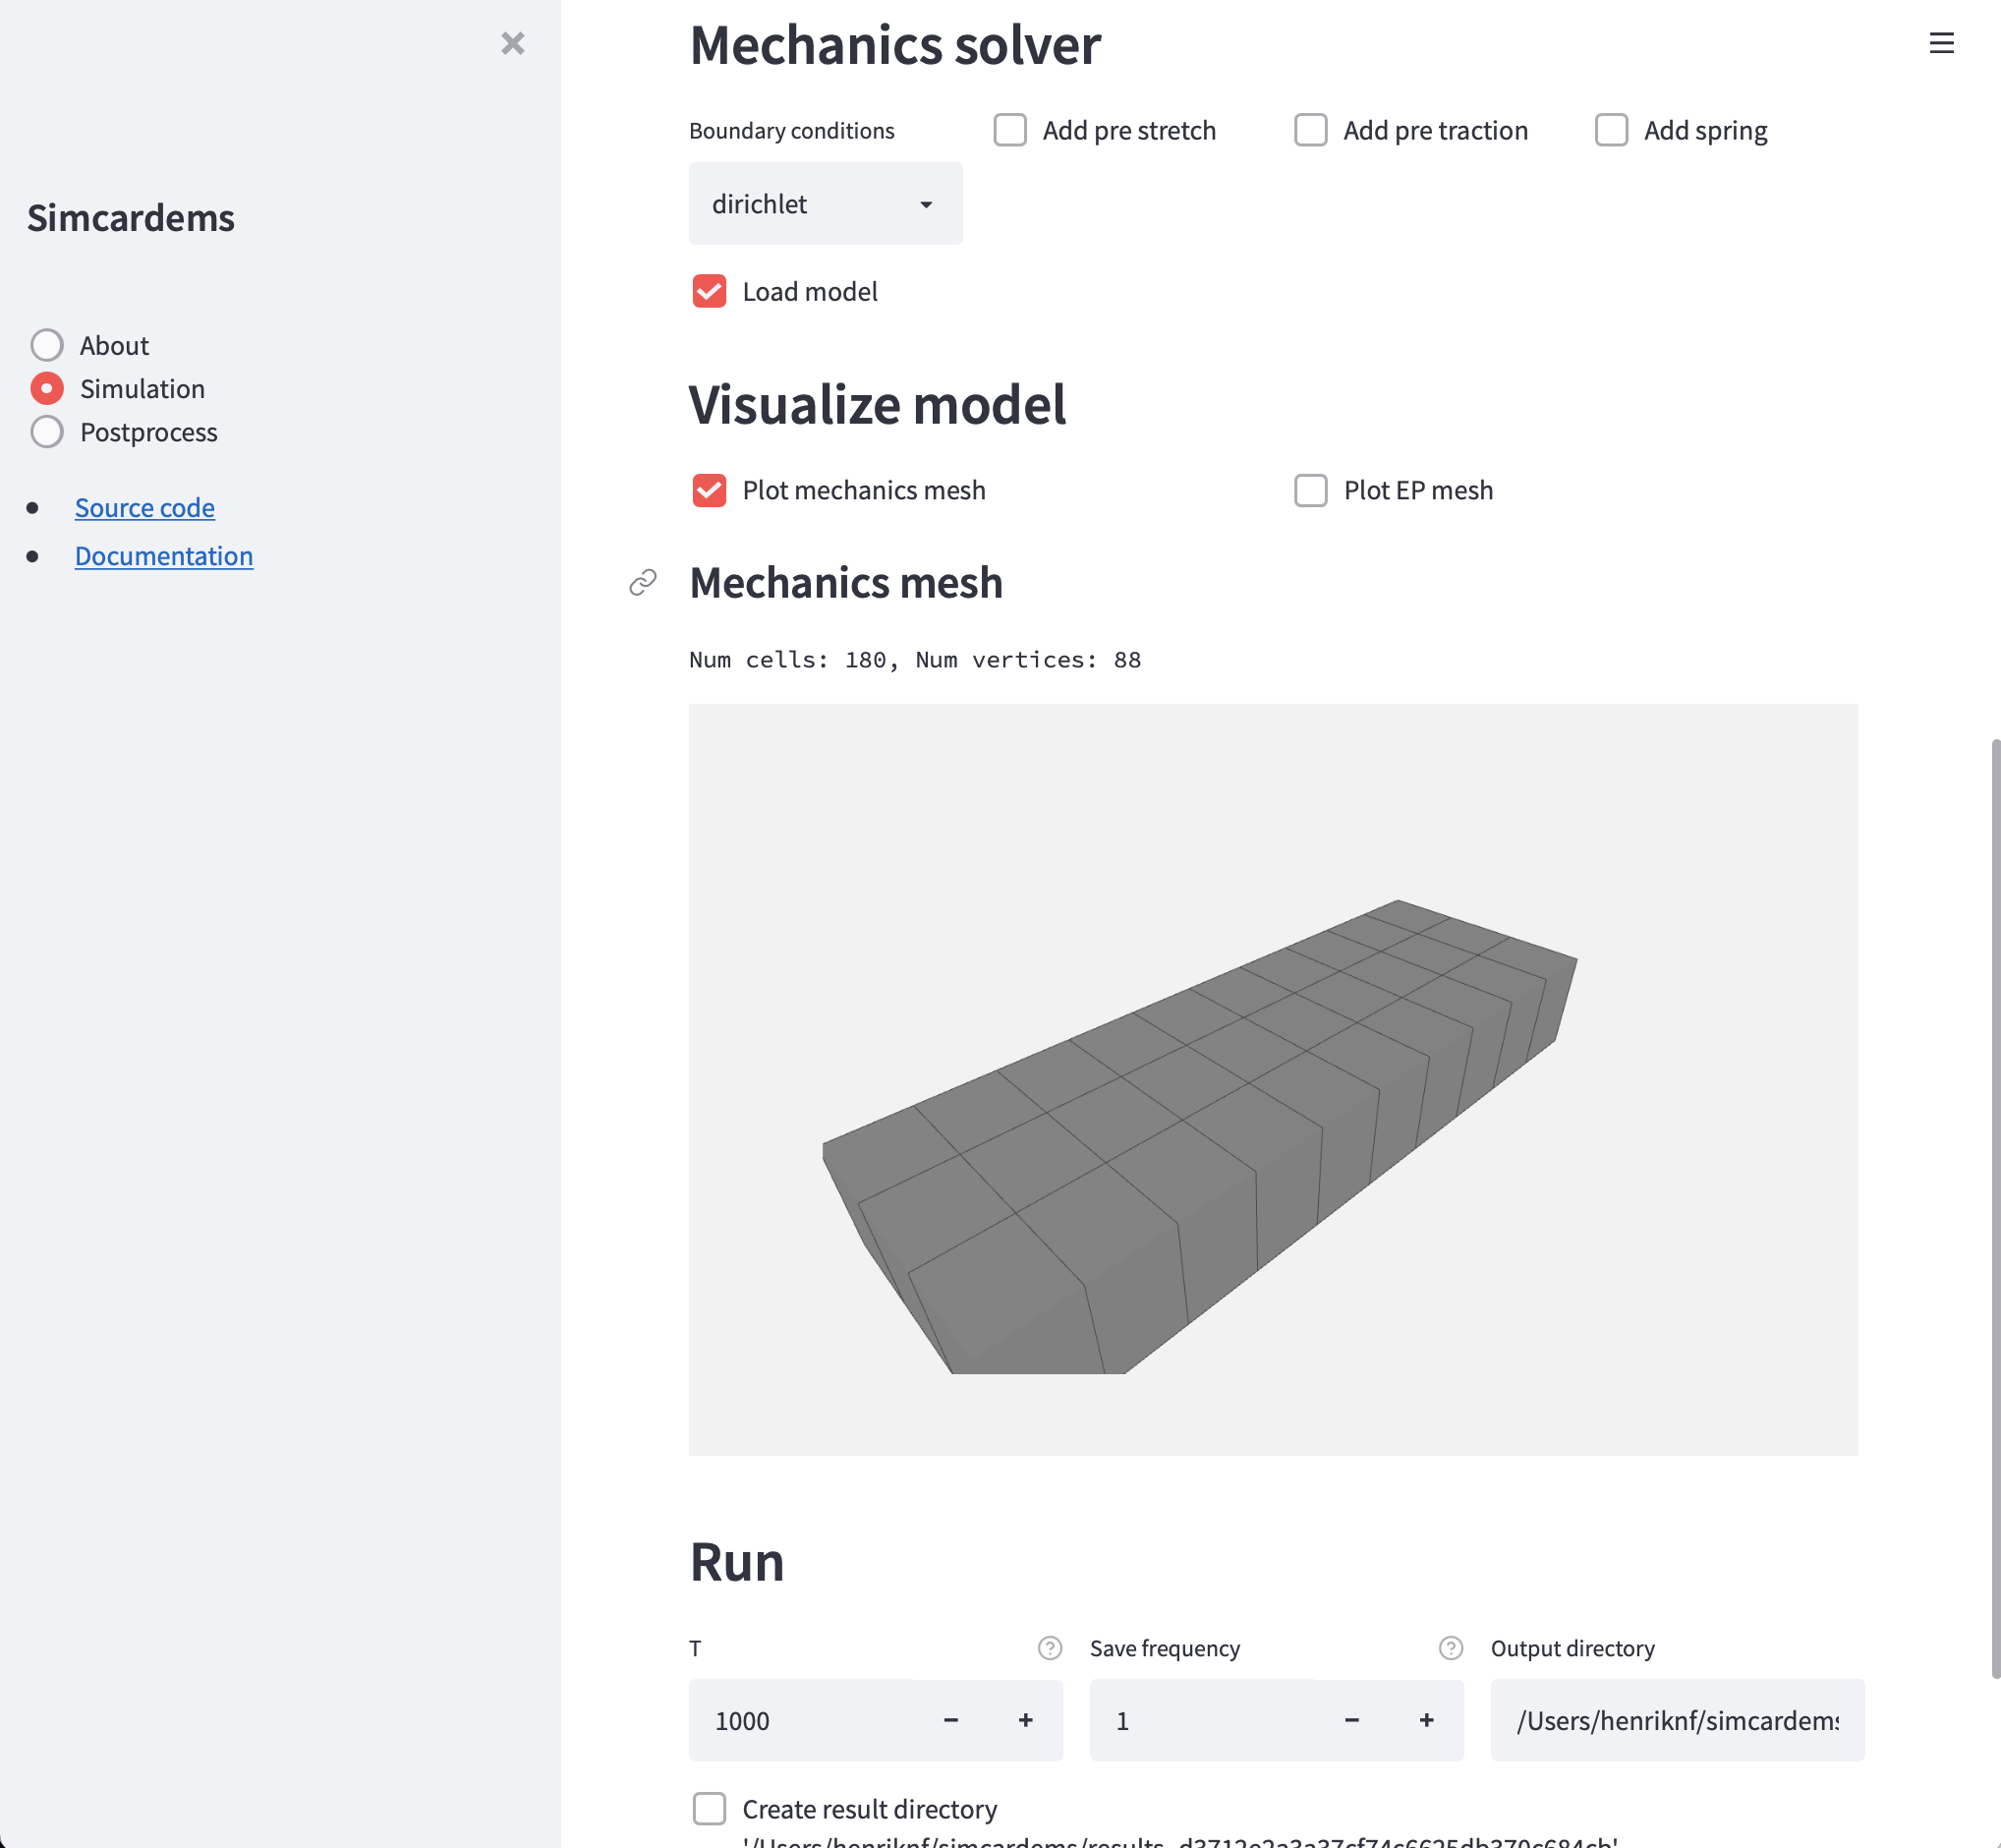 Simcardems
About
Simulation
Postprocess
Source code
Documentation
Mechanics solver
Boundary conditions
dirichlet
Add pre stretch
Add pre traction
Add spring
Load model
Visualize model
Plot mechanics mesh
Plot EP mesh
Mechanics mesh
Num cells: 180, Num vertices: 88
Run
T
1000
Save frequency
1
Output directory
/Users/henriknf/simcardems
Create result directory